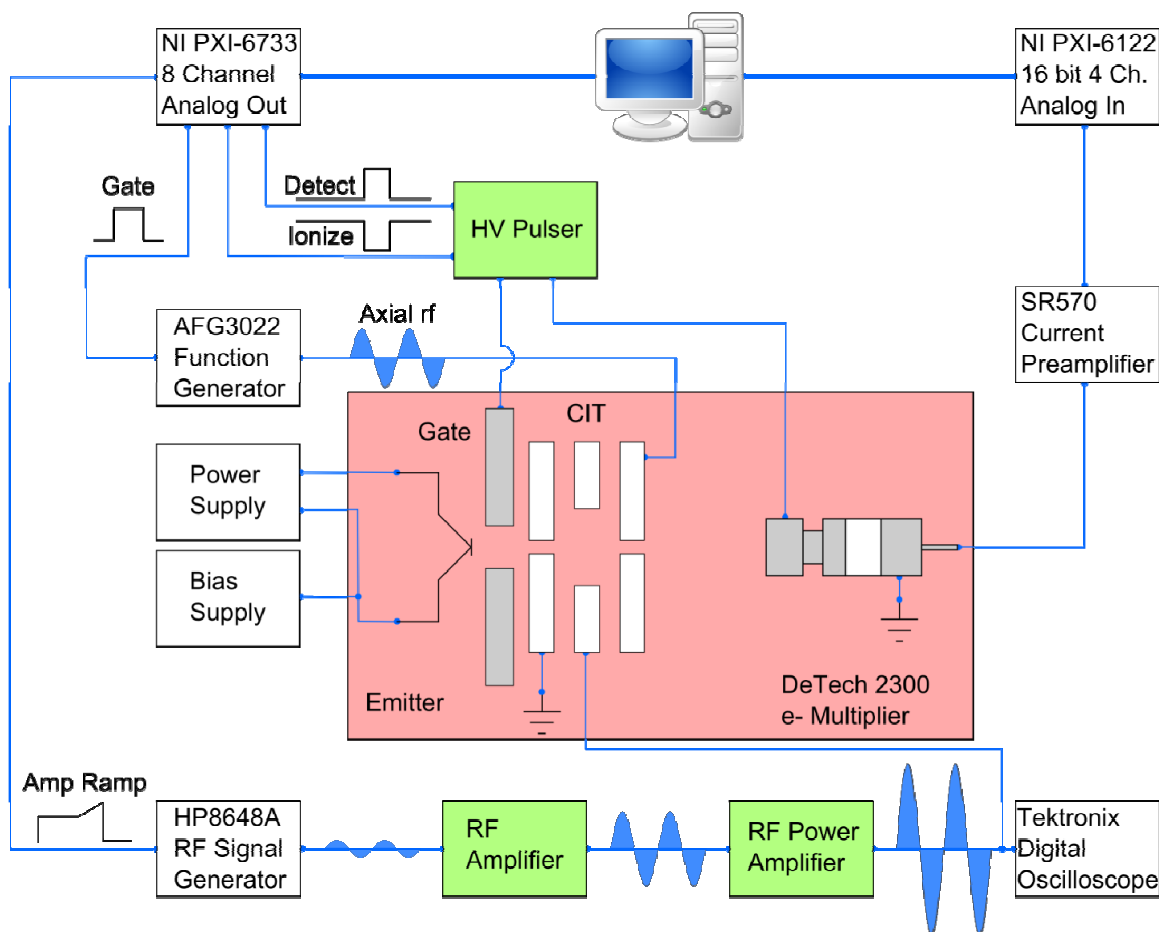 NI PXI-6733
8 Channel
Analog Out
NI PXI-6122
16 bit 4 Ch.
Analog In
Gate
Detect
Ionize
HV Pulser
AFG3022
Function
Generator
Axial rf
SR570
Current
Preamplifier
Gate
CIT
Power
Supply
Bias
Supply
Emitter
DeTech 2300
e- Multiplier
Amp Ramp
HP8648A
RF Signal
Generator
RF
Amplifier
RF Power
Amplifier
Tektronix
Digital
Oscilloscope